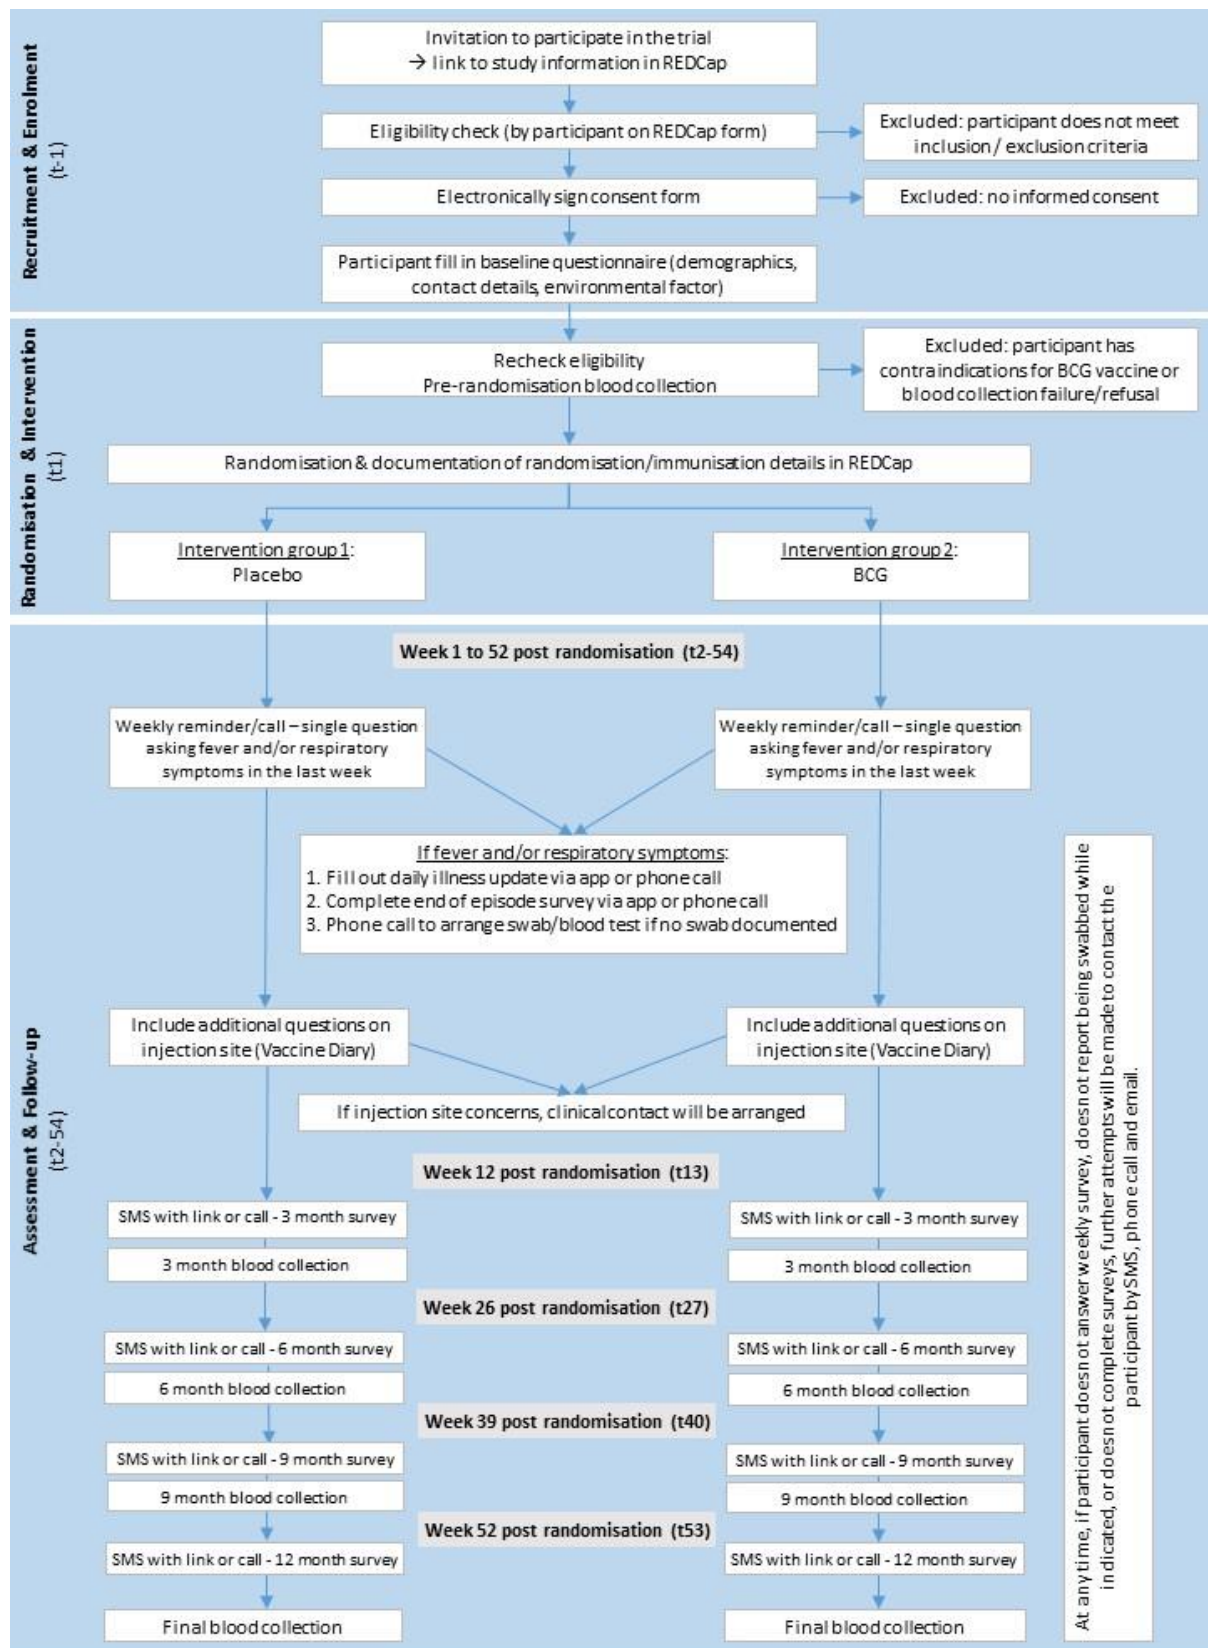 Recruitment & Enrolment
(t-1)
Invitation to participate in the trial
→ link to study information in REDCap
Eligibility check (by participant on REDCap form)
Excluded: participant does not meet
inclusion / exclusion criteria
Electronically sign consent form
Excluded: no informed consent
Participant fill in baseline questionnaire (demographics,
contact details, environmental factor)
Randomisation & Intervention
(t1)
Recheck eligibility
Pre-randomisation blood collection
Excluded: participant has
contraindications for BCG vaccine or
blood collection failure/refusal
Randomisation & documentation of randomisation/immunisation details in REDCap
Intervention group 1:
Placebo
Intervention group 2:
BCG
Assessment & Follow-up
(t2-54)
Week 1 to 52 post randomisation (t2-54)
Weekly reminder/call – single question
asking fever and/or respiratory
symptoms in the last week
Weekly reminder/call – single question
asking fever and/or respiratory
symptoms in the last week
If fever and/or respiratory symptoms:
1. Fill out daily illness update via app or phone call
2. Complete end of episode survey via app or phone call
3. Phone call to arrange swab/blood test if no swab documented
Include additional questions on
injection site (Vaccine Diary)
Include additional questions on
injection site (Vaccine Diary)
If injection site concerns, clinical contact will be arranged
Week 12 post randomisation (t13)
SMS with link or call - 3 month survey
SMS with link or call - 3 month survey
3 month blood collection
3 month blood collection
Week 26 post randomisation (t27)
SMS with link or call - 6 month survey
SMS with link or call - 6 month survey
6 month blood collection
6 month blood collection
Week 39 post randomisation (t40)
SMS with link or call - 9 month survey
SMS with link or call - 9 month survey
9 month blood collection
9 month blood collection
Week 52 post randomisation (t53)
SMS with link or call - 12 month survey
SMS with link or call - 12 month survey
Final blood collection
Final blood collection
At any time, if participant does not answer weekly survey, does not report being swabbed while
indicated, or doesn not complete surveys, further attempts will be made to contact the
participant by SMS, phone call and email.